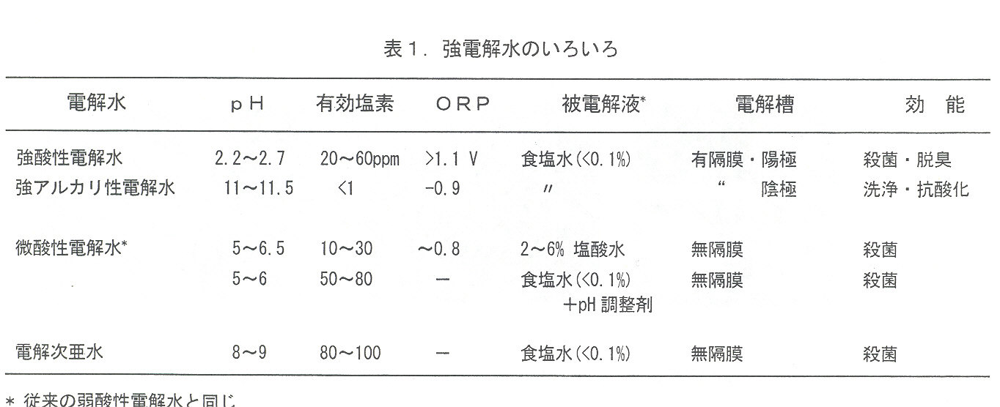 表１．強電解水のいろいろ
電解水 ｐＨ 有効塩素 ＯＲＰ 被電解液* 電解槽 効　能
強酸性電解水 2.2～2.7 20～60ppm >1.1 V 食塩水(<0.1%) 有隔膜・陽極 殺菌・脱臭
強アルカリ性電解水 11～11.5 <1 -0.9 〃 “ 陰極 洗浄・抗酸化
微酸性電解水* 5～6.5 10～30 ～0.8 2～6% 塩酸水 無隔膜 殺菌
5～6 50～80 － 食塩水(<0.1%) 無隔膜 殺菌
＋pH調整剤
電解次亜水 8～9 80～100 － 食塩水(<0.1%) 無隔膜 殺菌
* 従来の弱酸性電解水と同じ